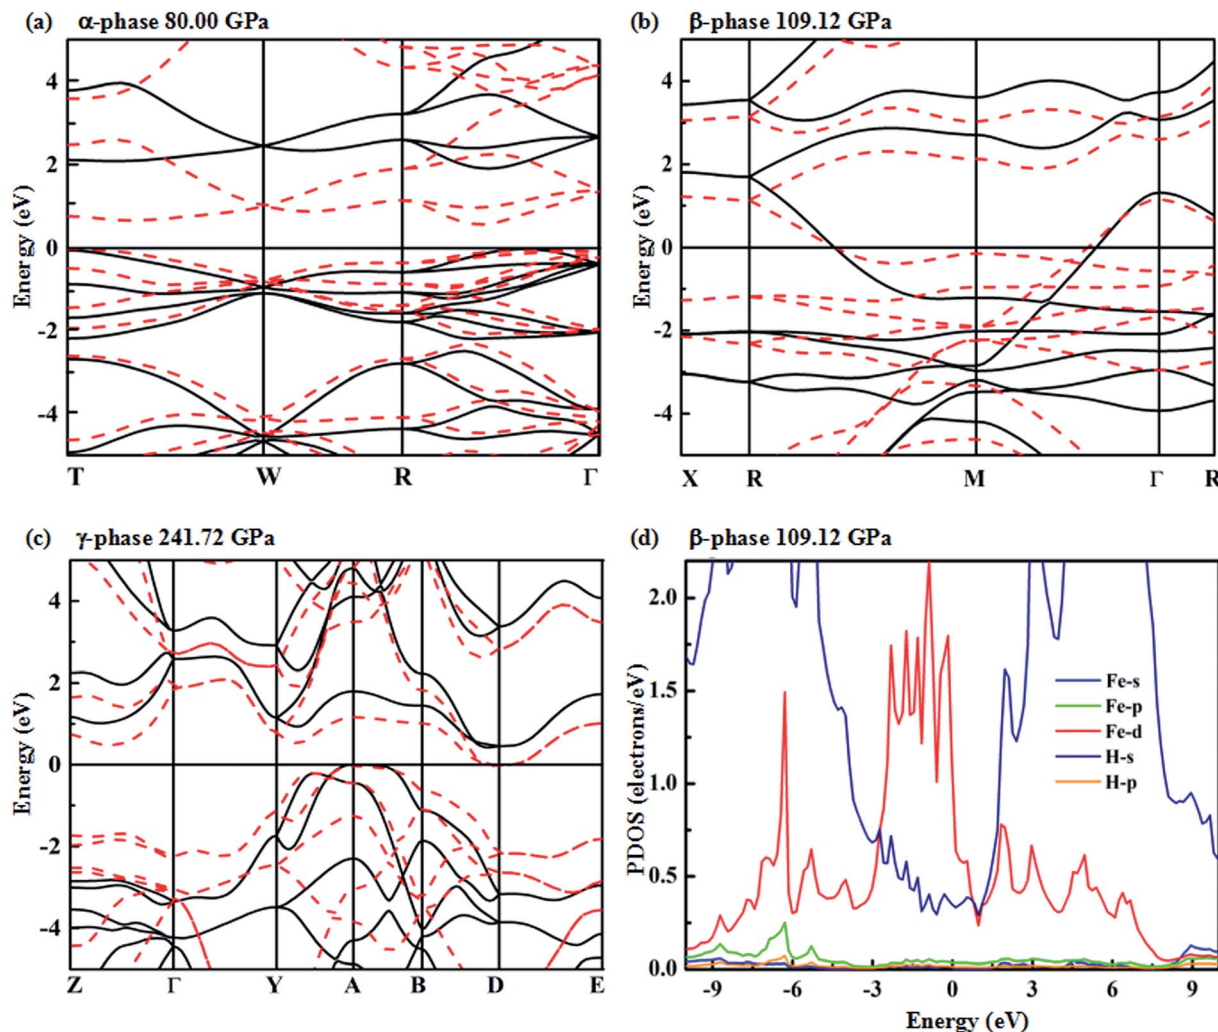 (a) α-phase 80.00 GPa
Energy (eV)
4
2
0
-2
-4
T W R Γ
(b) β-phase 109.12 GPa
Energy (eV)
4
2
0
-2
-4
X R M Γ R
(c) γ-phase 241.72 GPa
Energy (eV)
4
2
0
-2
-4
Z Γ Y A B D E
(d) β-phase 109.12 GPa
PDOS (electrons/eV)
2.0
1.5
1.0
0.5
0.0
Fe-s
Fe-p
Fe-d
H-s
H-p
-9 -6 -3 0 3 6 9
Energy (eV)